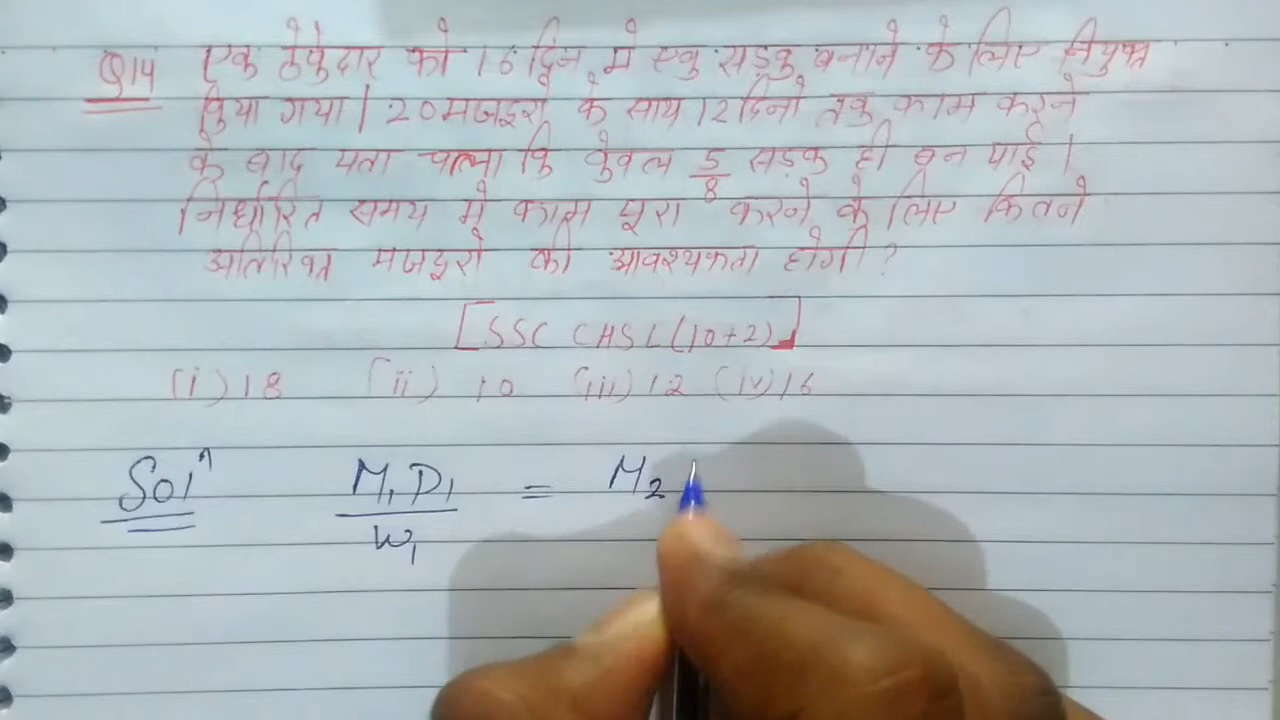 Q14 एक ठेकेदार को 16 दिन में एक सड़क बनाने के लिए नियुक्त
किया गया। 20 मजदूरों के साथ 12 दिनों तक काम करने
के बाद पता चला कि केवल 5/8 सड़क ही बन पाई।
निर्धारित समय में काम पूरा करने के लिए कितने
अतिरिक्त मजदूरों की आवश्यकता होगी?
[SSC CHSL (10+2)]
(i) 18 (ii) 10 (iii) 12 (iv) 16
Solⁿ M₁D₁/W₁ = M₂